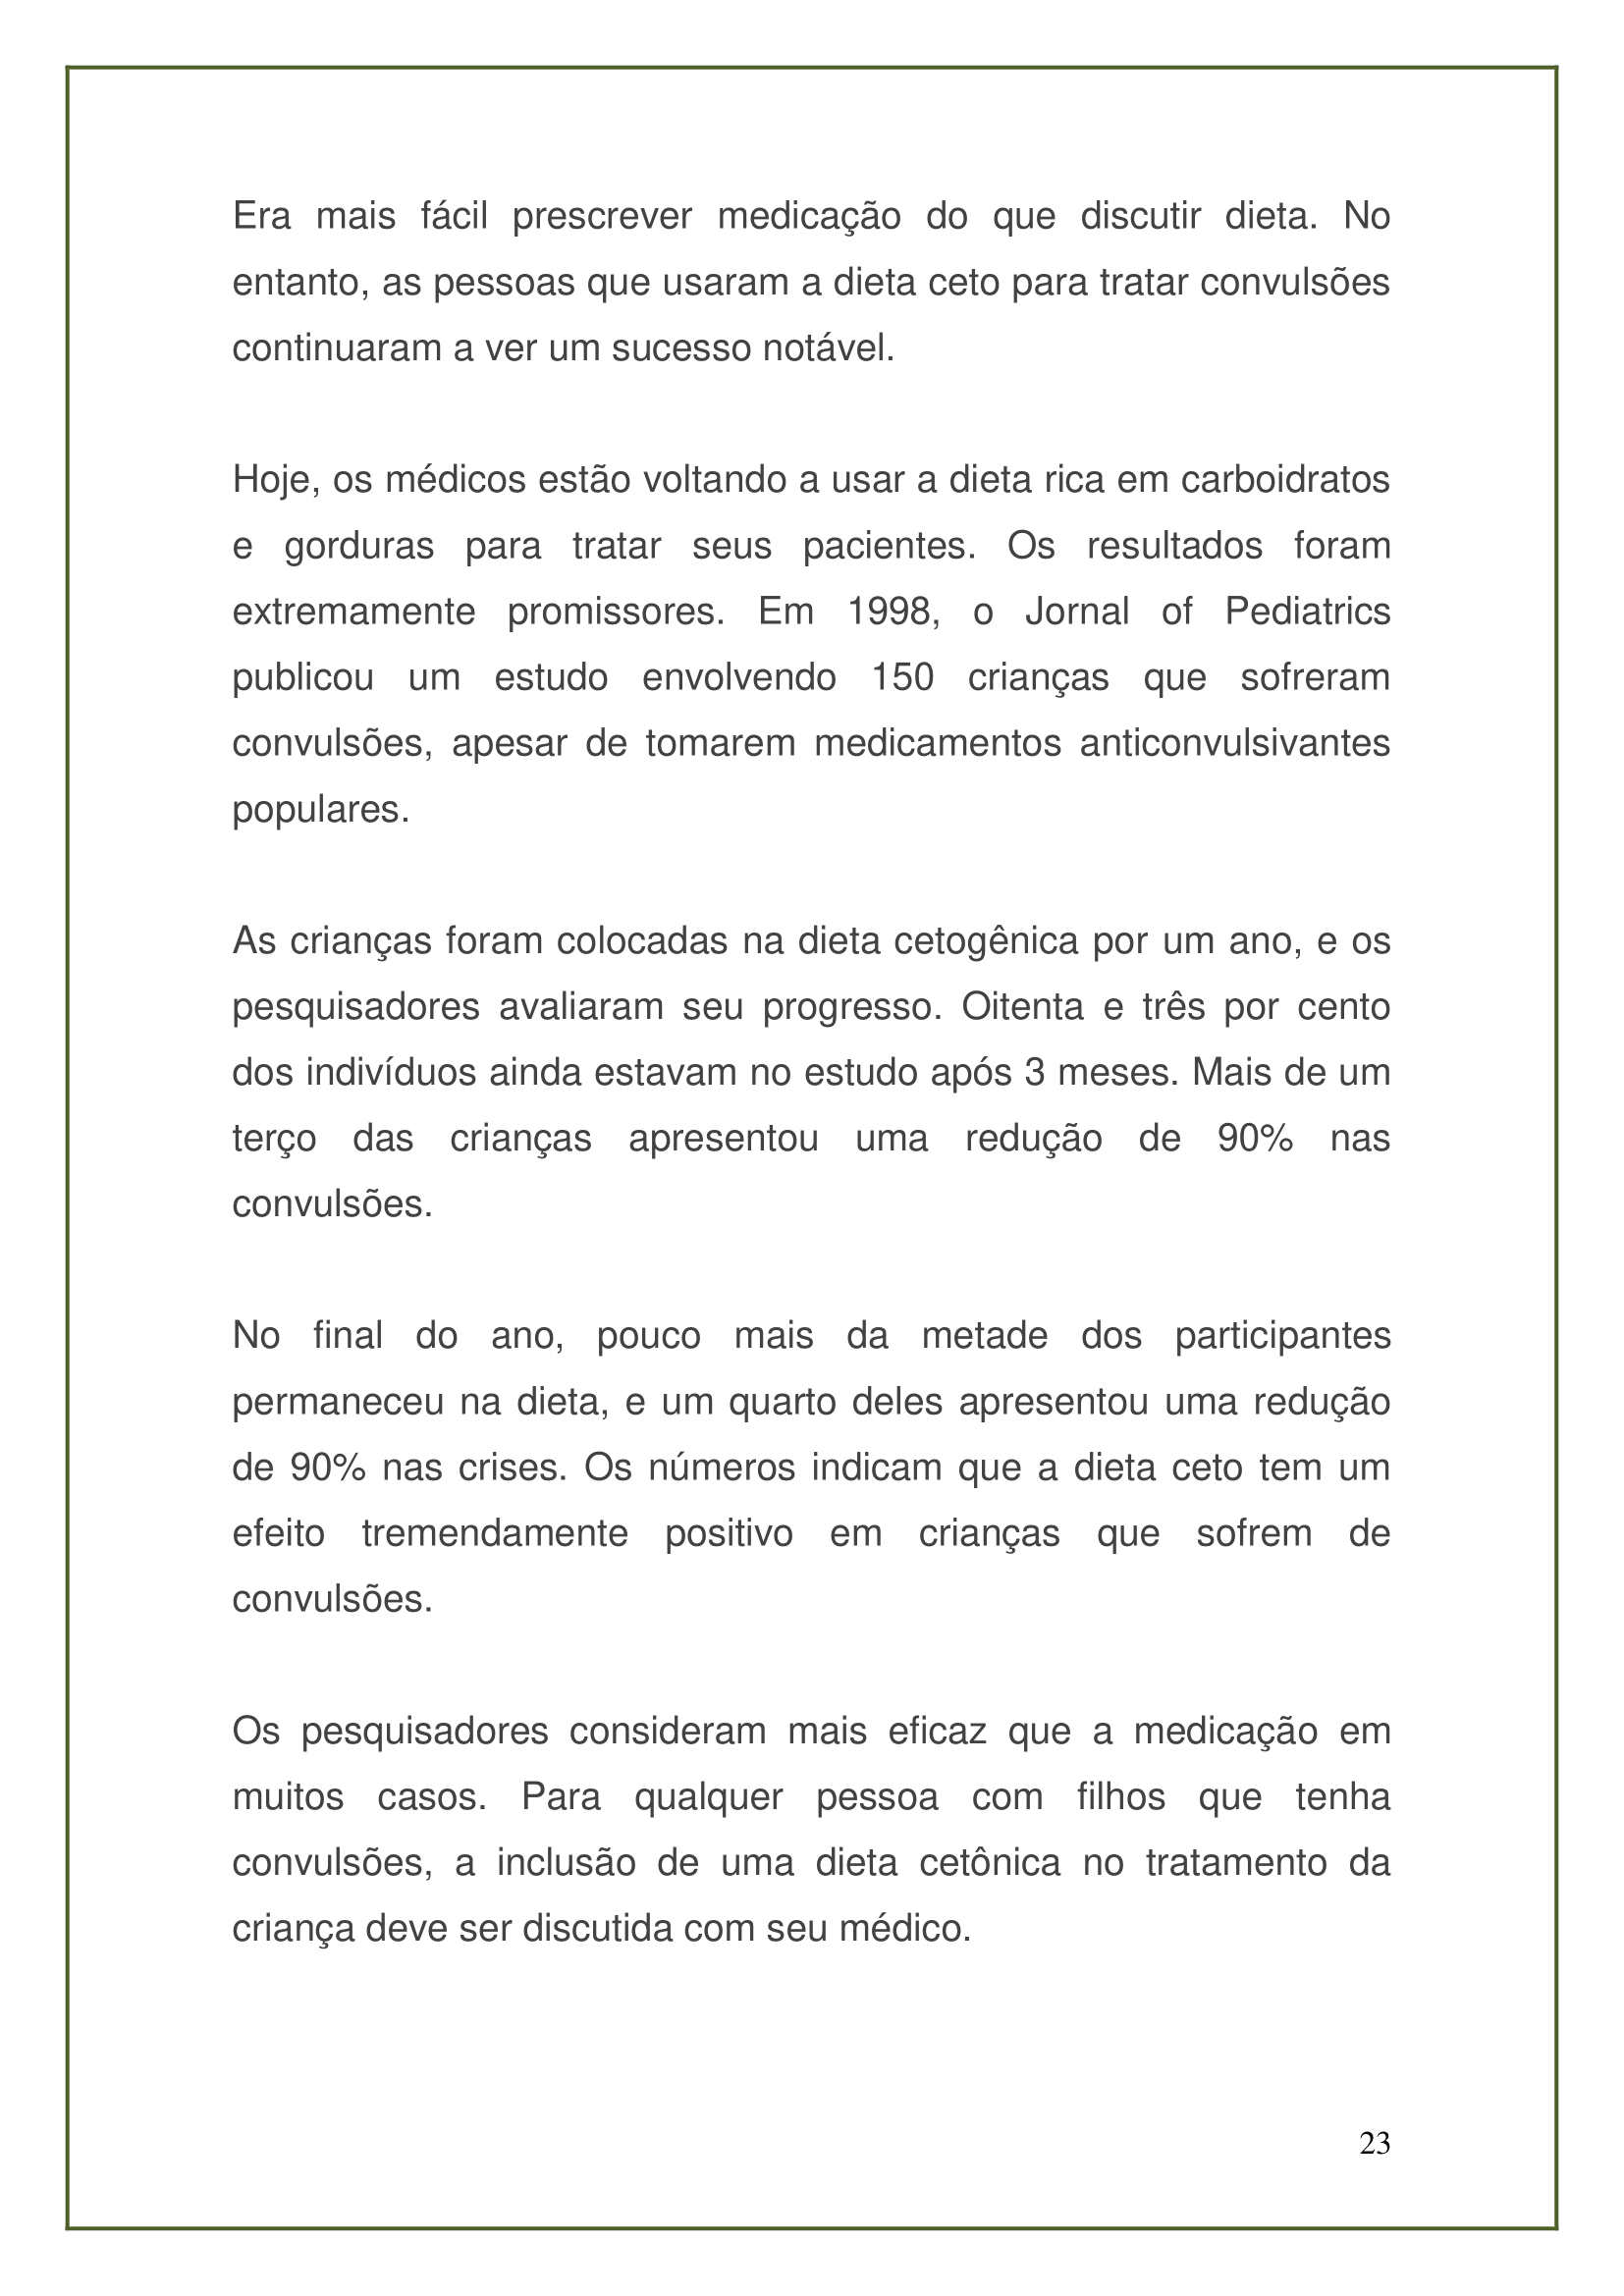 Era mais fácil prescrever medicação do que discutir dieta. No
entanto, as pessoas que usaram a dieta ceto para tratar convulsões
continuaram a ver um sucesso notável.
Hoje, os médicos estão voltando a usar a dieta rica em carboidratos
e gorduras para tratar seus pacientes. Os resultados foram
extremamente promissores. Em 1998, o Jornal of Pediatrics
publicou um estudo envolvendo 150 crianças que sofreram
convulsões, apesar de tomarem medicamentos anticonvulsivantes
populares.
As crianças foram colocadas na dieta cetogênica por um ano, e os
pesquisadores avaliaram seu progresso. Oitenta e três por cento
dos indivíduos ainda estavam no estudo após 3 meses. Mais de um
terço das crianças apresentou uma redução de 90% nas
convulsões.
No final do ano, pouco mais da metade dos participantes
permaneceu na dieta, e um quarto deles apresentou uma redução
de 90% nas crises. Os números indicam que a dieta ceto tem um
efeito tremendamente positivo em crianças que sofrem de
convulsões.
Os pesquisadores consideram mais eficaz que a medicação em
muitos casos. Para qualquer pessoa com filhos que tenha
convulsões, a inclusão de uma dieta cetônica no tratamento da
criança deve ser discutida com seu médico.
23